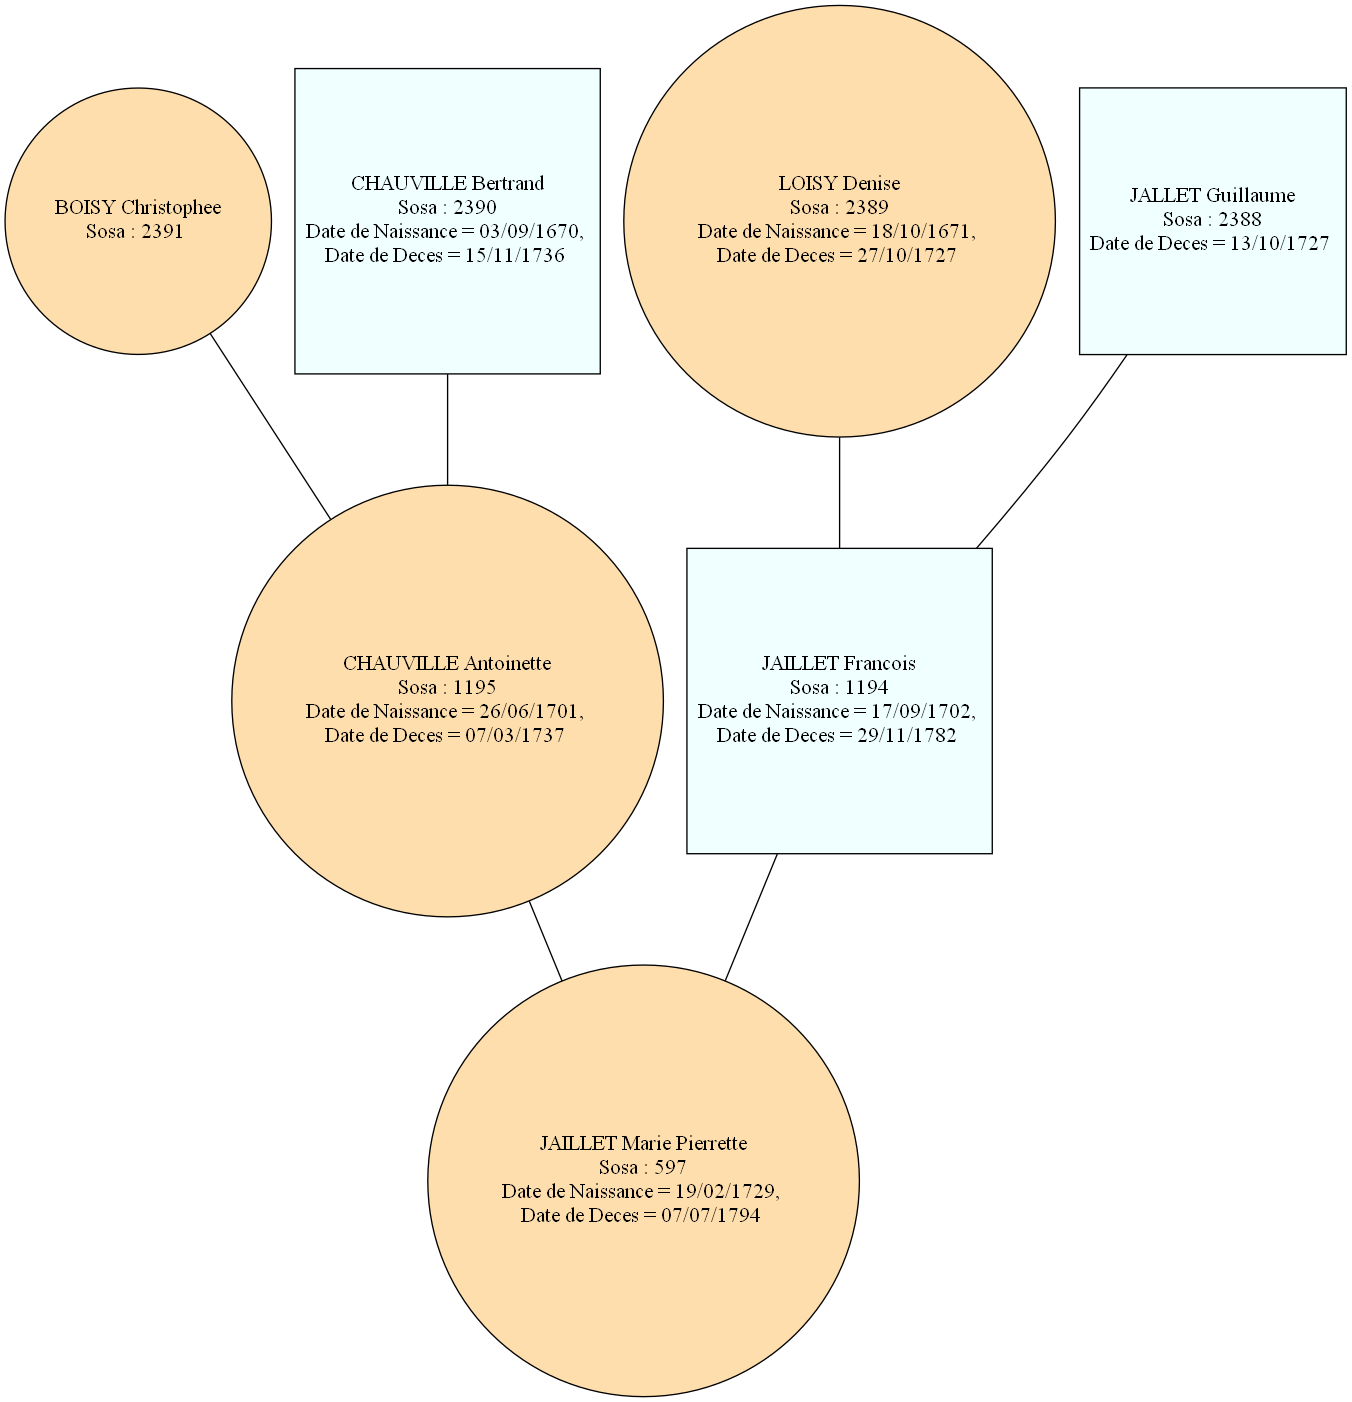 BOISY Christophee
Sosa : 2391
CHAUVILLE Bertrand
Sosa : 2390
Date de Naissance = 03/09/1670,
Date de Deces = 15/11/1736
LOISY Denise
Sosa : 2389
Date de Naissance = 18/10/1671,
Date de Deces = 27/10/1727
JALLET Guillaume
Sosa : 2388
Date de Deces = 13/10/1727
CHAUVILLE Antoinette
Sosa : 1195
Date de Naissance = 26/06/1701,
Date de Deces = 07/03/1737
JAILLET Francois
Sosa : 1194
Date de Naissance = 17/09/1702,
Date de Deces = 29/11/1782
JAILLET Marie Pierrette
Sosa : 597
Date de Naissance = 19/02/1729,
Date de Deces = 07/07/1794